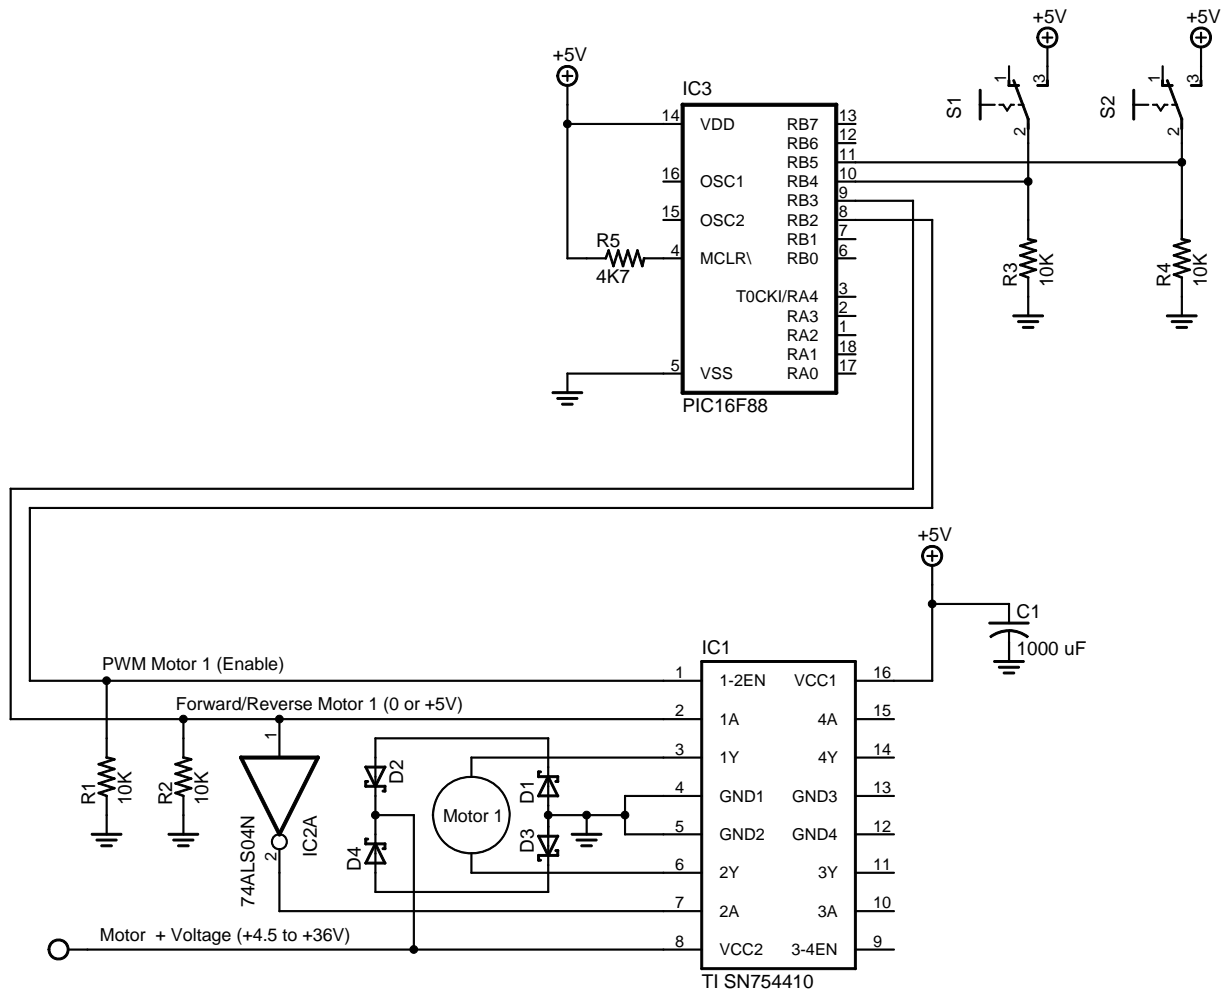 +5V
+5V
+5V
IC3
1
3
S1
2
1
3
S2
2
14
VDD
RB7
13
RB6
12
RB5
11
16
OSC1
RB4
10
RB3
9
15
OSC2
RB2
8
RB1
7
R5
4K7
4
MCLR\
RB0
6
R3
10K
R4
10K
T0CKI/RA4
3
RA3
2
RA2
1
RA1
18
5
VSS
RA0
17
PIC16F88
+5V
C1
1000 uF
IC1
PWM Motor 1 (Enable)
1
1-2EN
VCC1
16
Forward/Reverse Motor 1 (0 or +5V)
2
1A
4A
15
1
3
1Y
4Y
14
R1
10K
R2
10K
D2
D1
Motor 1
4
GND1
GND3
13
74ALS04N
2
IC2A
D4
D3
5
GND2
GND4
12
6
2Y
3Y
11
7
2A
3A
10
Motor + Voltage (+4.5 to +36V)
8
VCC2
3-4EN
9
TI SN754410